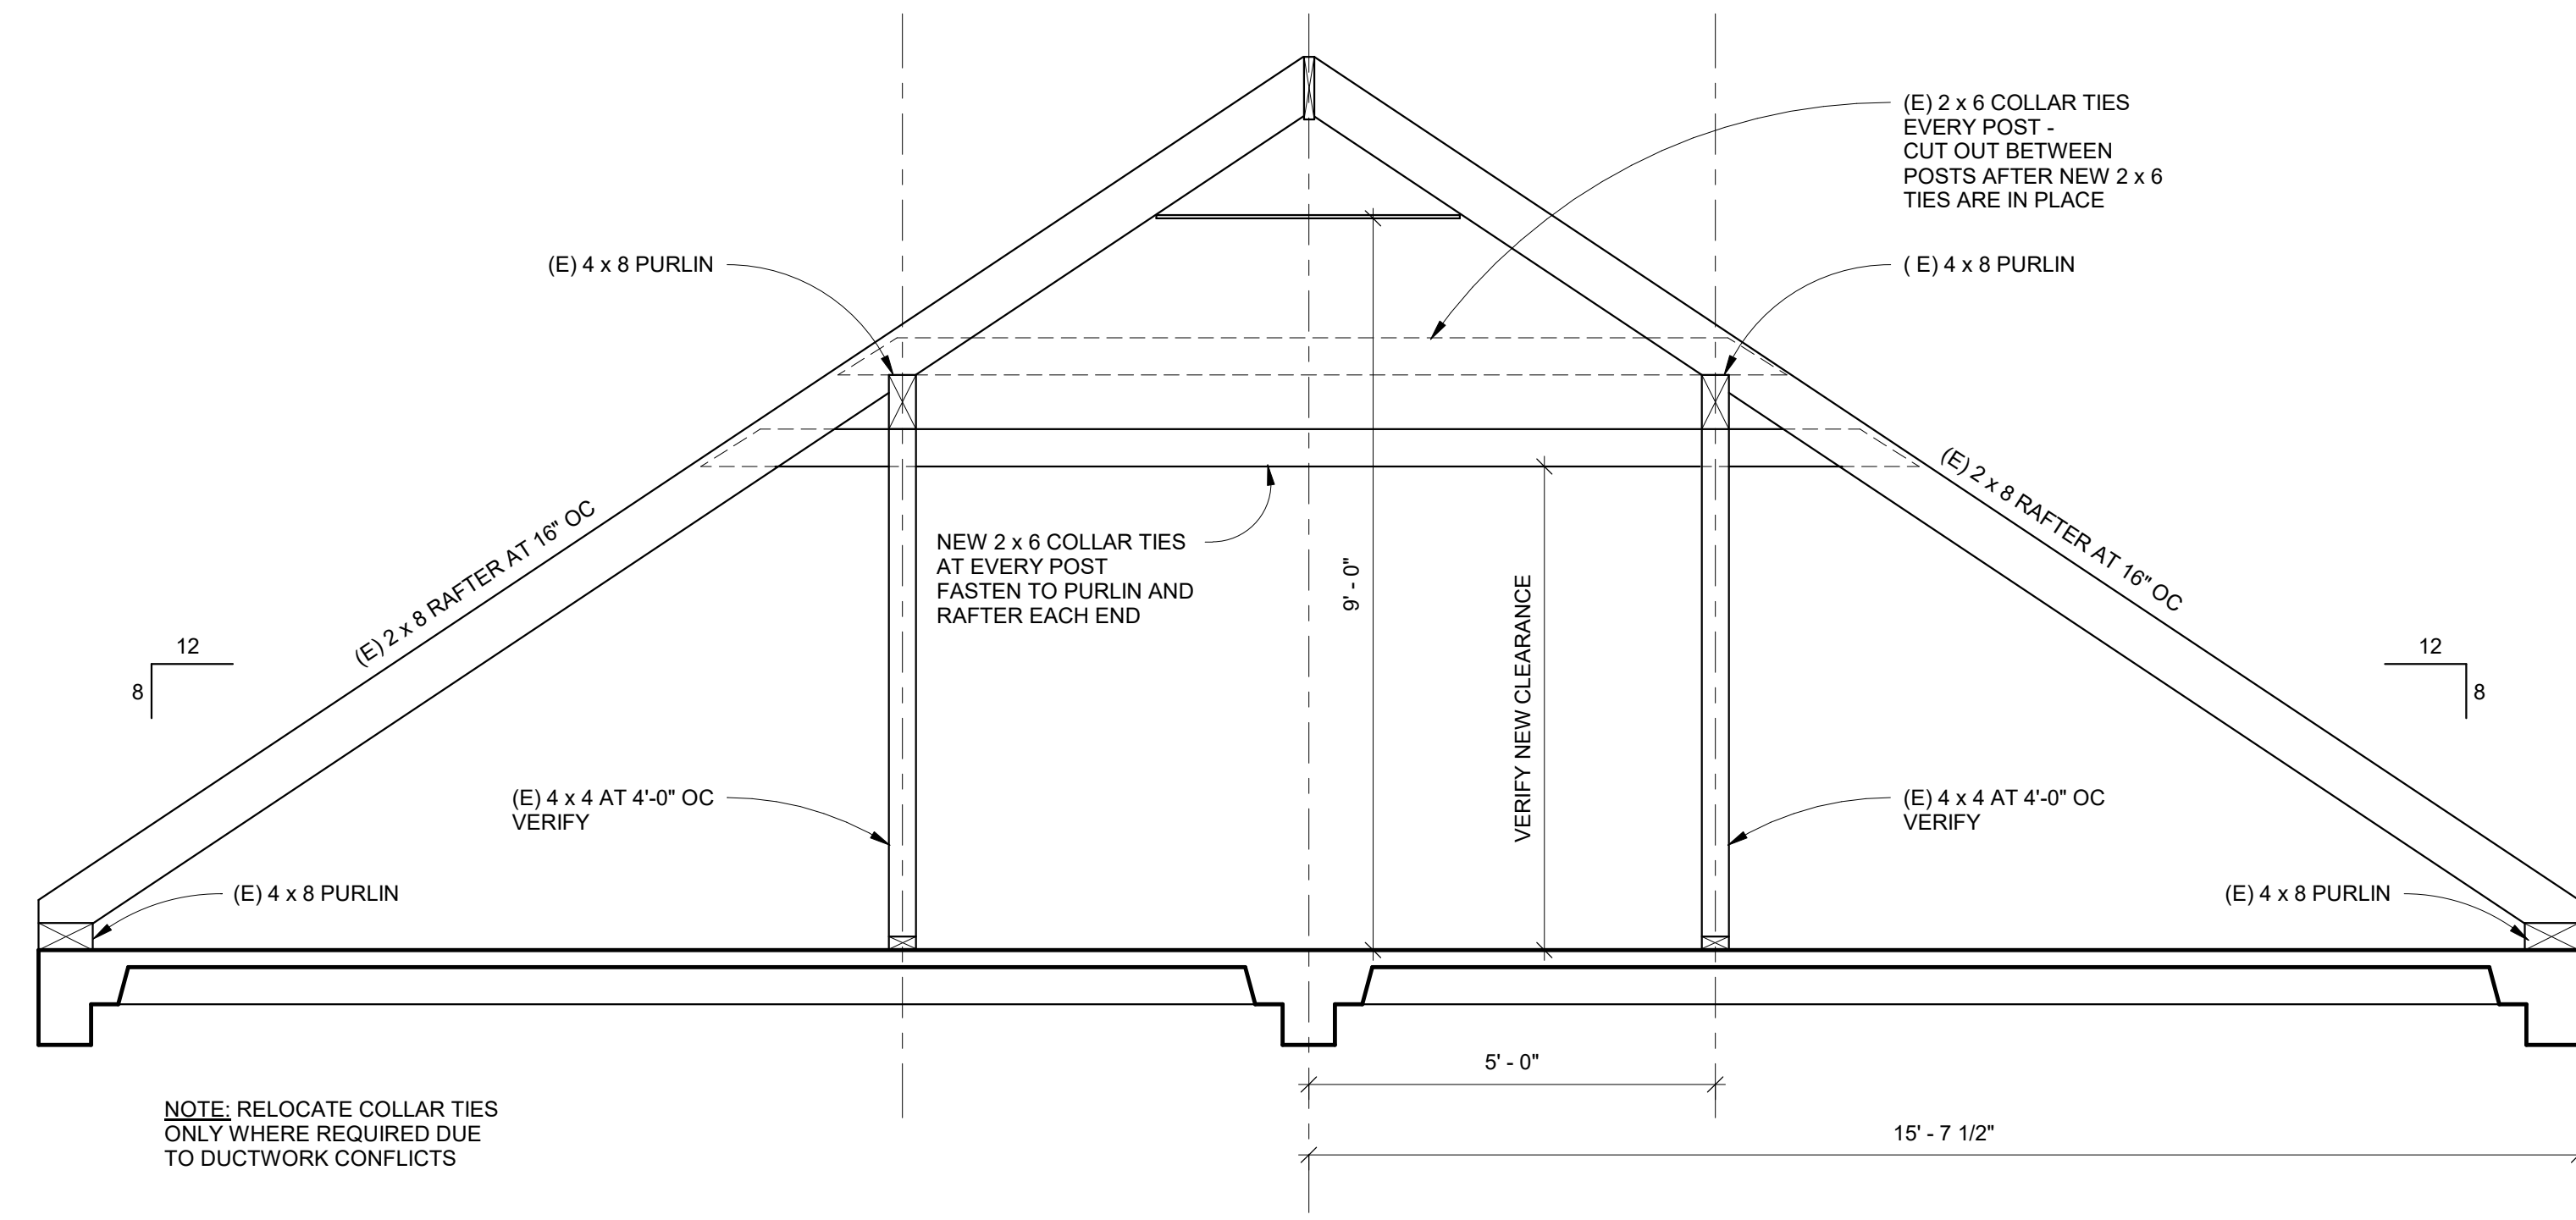 (E) 2 x 6 COLLAR TIES
EVERY POST -
CUT OUT BETWEEN
POSTS AFTER NEW 2 x 6
TIES ARE IN PLACE
(E) 4 x 8 PURLIN
( E) 4 x 8 PURLIN
(E) 2 x 8 RAFTER AT 16" OC
(E) 2 x 8 RAFTER AT 16" OC
NEW 2 x 6 COLLAR TIES
AT EVERY POST
FASTEN TO PURLIN AND
RAFTER EACH END
9' - 0"
VERIFY NEW CLEARANCE
12
8
12
8
(E) 4 x 4 AT 4'-0" OC
VERIFY
(E) 4 x 4 AT 4'-0" OC
VERIFY
(E) 4 x 8 PURLIN
(E) 4 x 8 PURLIN
5' - 0"
15' - 7 1/2"
NOTE: RELOCATE COLLAR TIES
ONLY WHERE REQUIRED DUE
TO DUCTWORK CONFLICTS